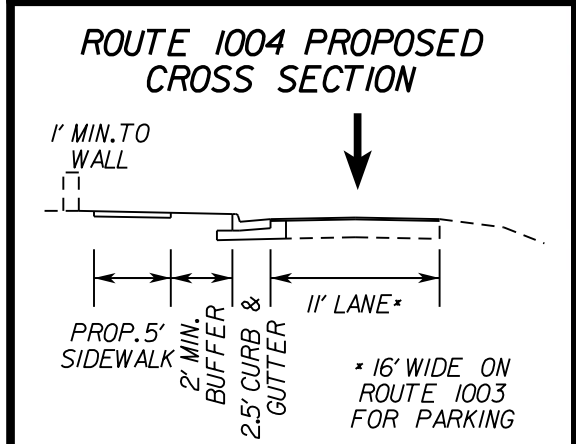 ROUTE 1004 PROPOSED
CROSS SECTION
1' MIN. TO
WALL
11' LANE*
PROP. 5'
SIDEWALK
2' MIN.
BUFFER
2.5' CURB &
GUTTER
* 16' WIDE ON
ROUTE 1003
FOR PARKING